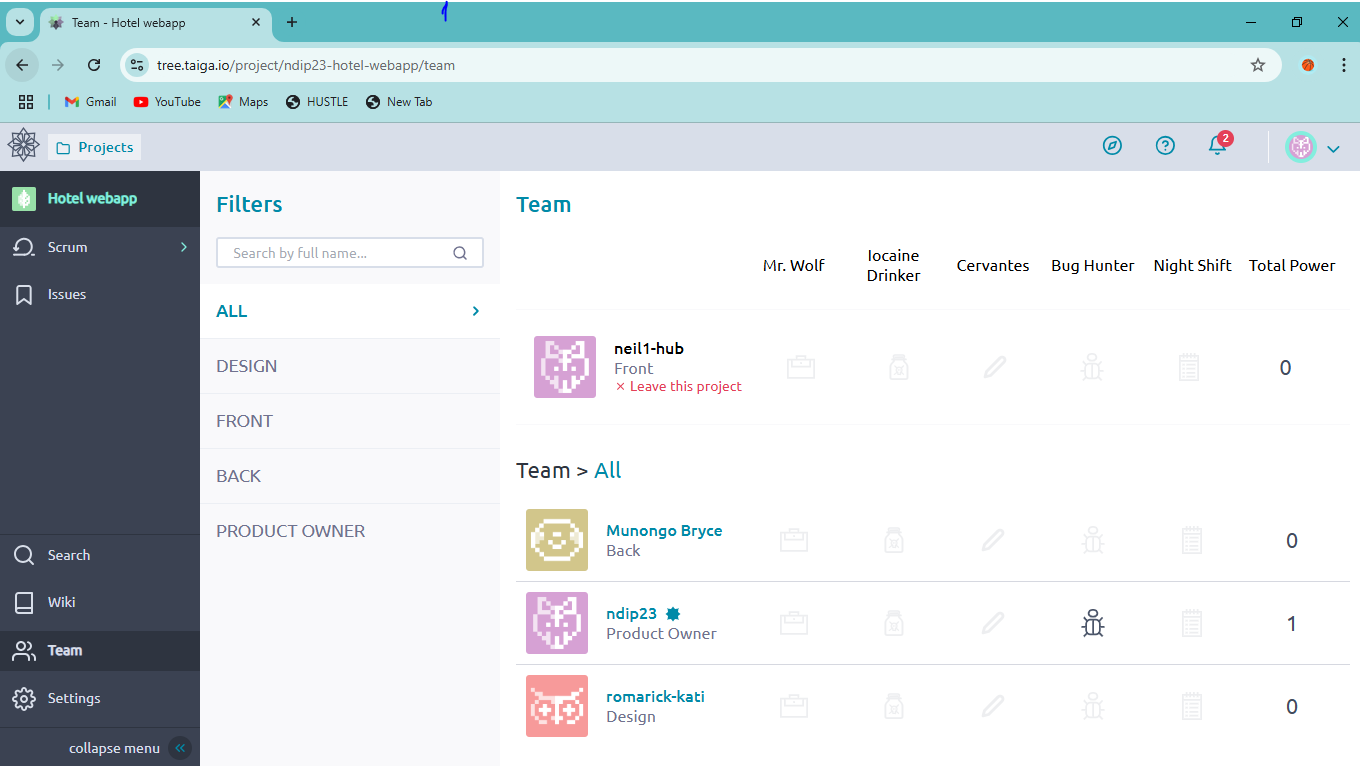 Team - Hotel webapp
1
tree.taiga.io/project/ndip23-hotel-webapp/team
Gmail YouTube Maps HUSTLE New Tab
Projects
2
Hotel webapp
Scrum
Issues
Search
Wiki
Team
Settings
collapse menu
Filters
Search by full name...
ALL
DESIGN
FRONT
BACK
PRODUCT OWNER
Team
Mr. Wolf
Iocaine
Drinker
Cervantes
Bug Hunter
Night Shift
Total Power
neil1-hub
Front
× Leave this project
0
Team > All
Munongo Bryce
Back
0
ndip23
Product Owner
1
romarick-kati
Design
0